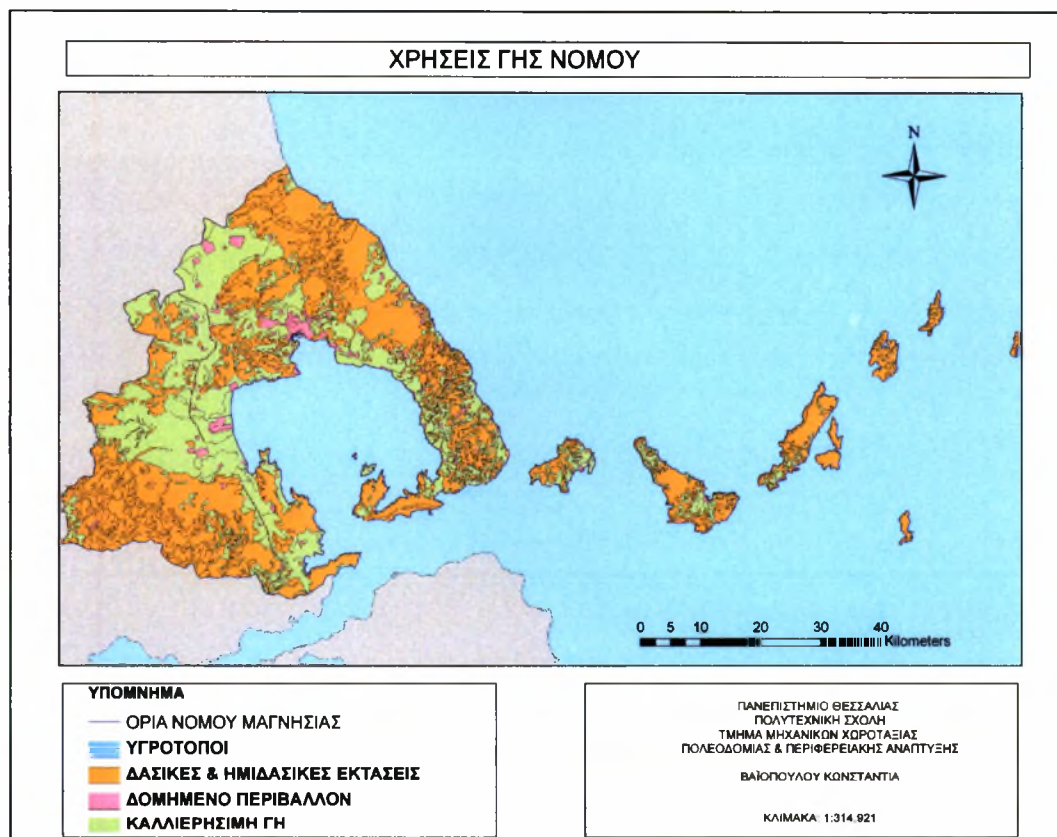 ΧΡΗΣΕΙΣ ΓΗΣ ΝΟΜΟΥ
N
0 5 10 20 30 40
Kilometers
ΥΠΟΜΝΗΜΑ
ΟΡΙΑ ΝΟΜΟΥ ΜΑΓΝΗΣΙΑΣ
ΥΓΡΟΤΟΠΟΙ
ΔΑΣΙΚΕΣ & ΗΜΙΔΑΣΙΚΕΣ ΕΚΤΑΣΕΙΣ
ΔΟΜΗΜΕΝΟ ΠΕΡΙΒΑΛΛΟΝ
ΚΑΛΛΙΕΡΗΣΙΜΗ ΓΗ
ΠΑΝΕΠΙΣΤΗΜΙΟ ΘΕΣΣΑΛΙΑΣ
ΠΟΛΥΤΕΧΝΙΚΗ ΣΧΟΛΗ
ΤΜΗΜΑ ΜΗΧΑΝΙΚΩΝ ΧΩΡΟΤΑΞΙΑΣ
ΠΟΛΕΟΔΟΜΙΑΣ & ΠΕΡΙΦΕΡΕΙΑΚΗΣ ΑΝΑΠΤΥΞΗΣ
ΒΑΪΟΠΟΥΛΟΥ ΚΩΝΣΤΑΝΤΙΑ
ΚΛΙΜΑΚΑ: 1:314.921